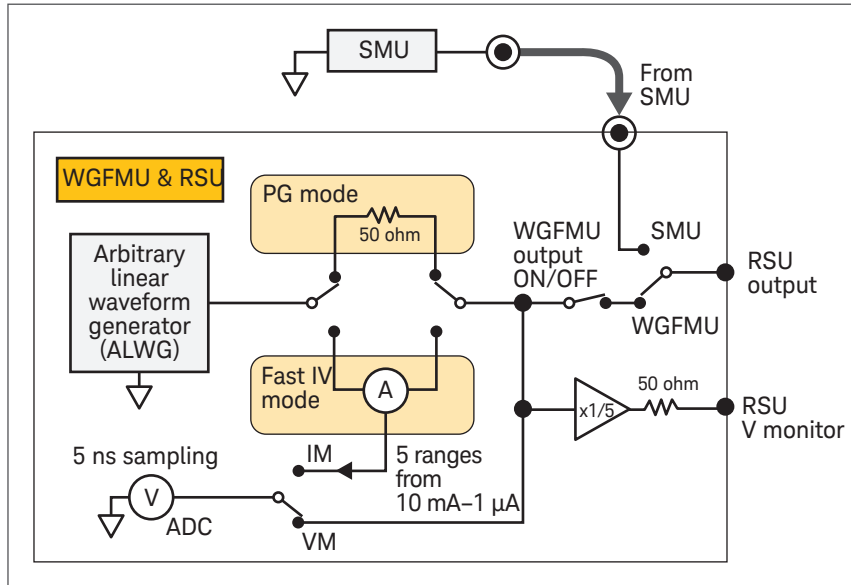 SMU
From
SMU
WGFMU & RSU
PG mode
50 ohm
Arbitrary
linear
waveform
generator
(ALWG)
WGFMU
output
ON/OFF
SMU
RSU
output
WGFMU
Fast IV
mode
A
x1/5
50 ohm
RSU
V monitor
5 ns sampling
IM
5 ranges
from
10 mA–1 µA
V
ADC
VM